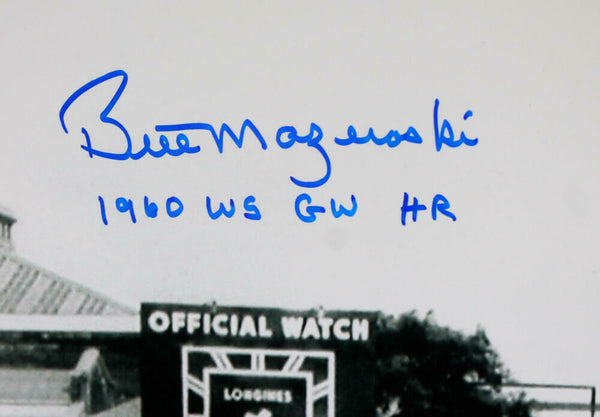 Bill Mazeroski
1960 WS GW HR
OFFICIAL WATCH
LONGINES